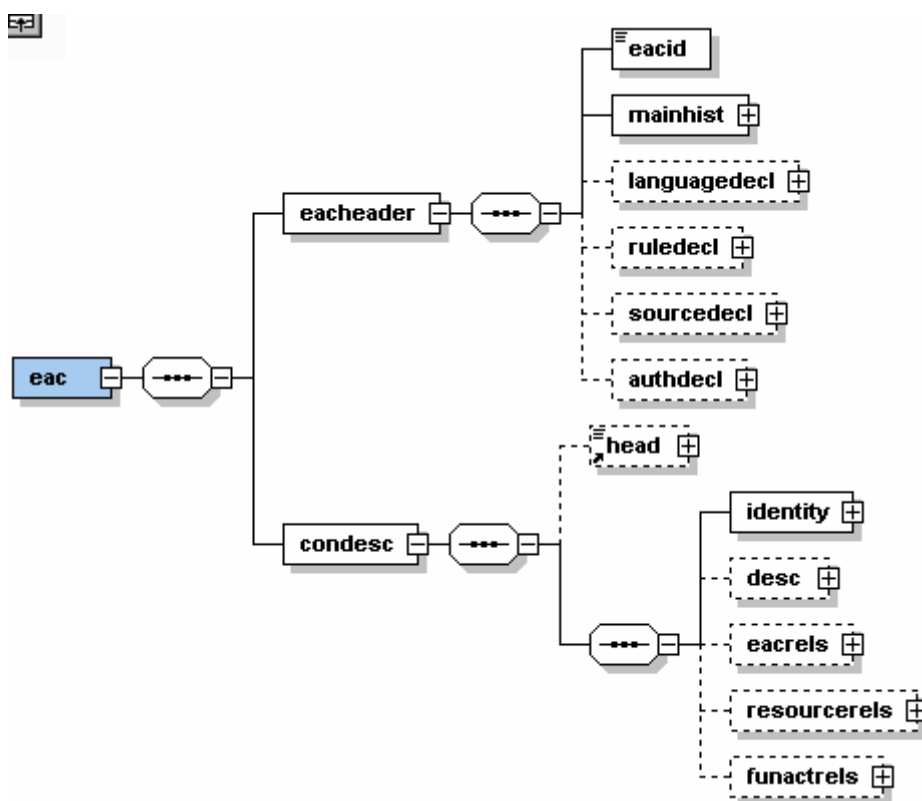 eacid
mainhist
languagedecl
eacheader
ruledecl
sourcedecl
eac
authdecl
head
identity
condesc
desc
eacrels
resourcerels
funactrels